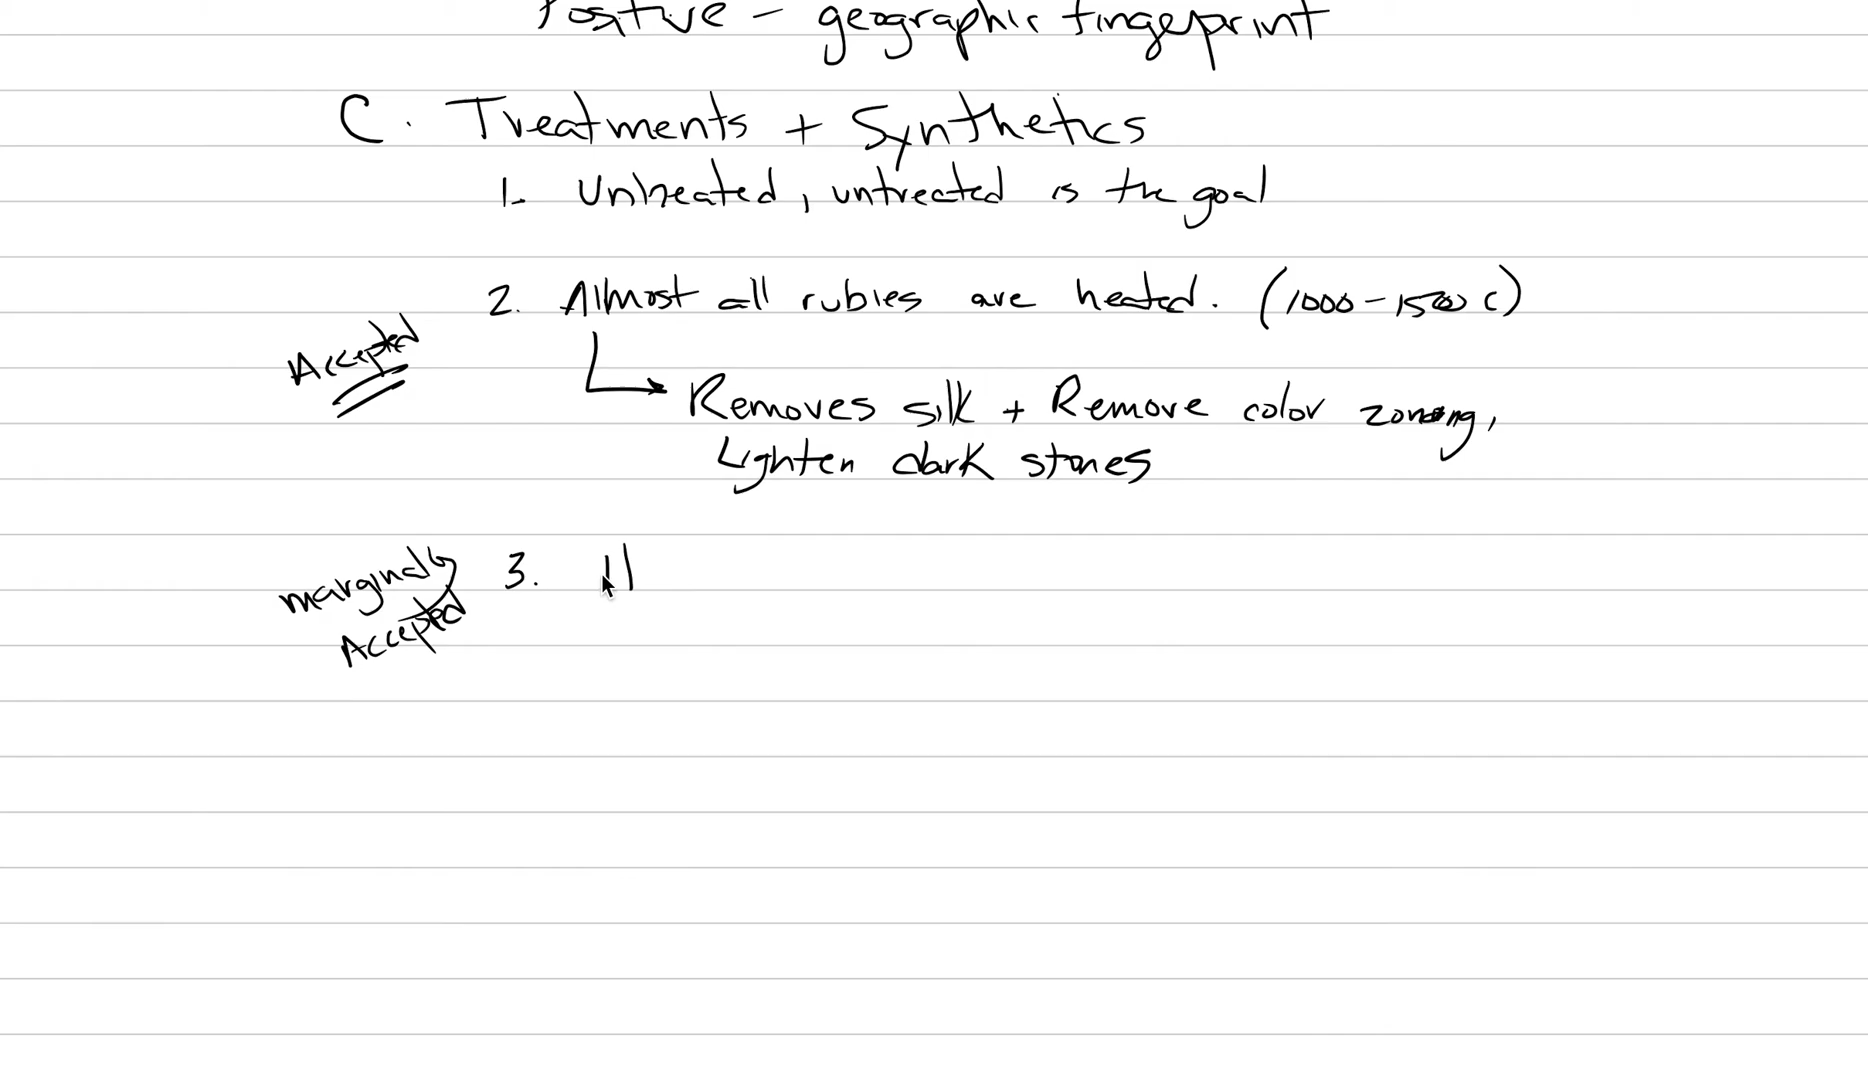 Positive - geographic fingerprint
C. Treatments + Synthetics
1. Unheated, untreated is the goal
2. Almost all rubies are heated. (1000-1500 C)
Accepted
Removes silk + Remove color zoning,
Lighten dark stones
marginally
Accepted
3.